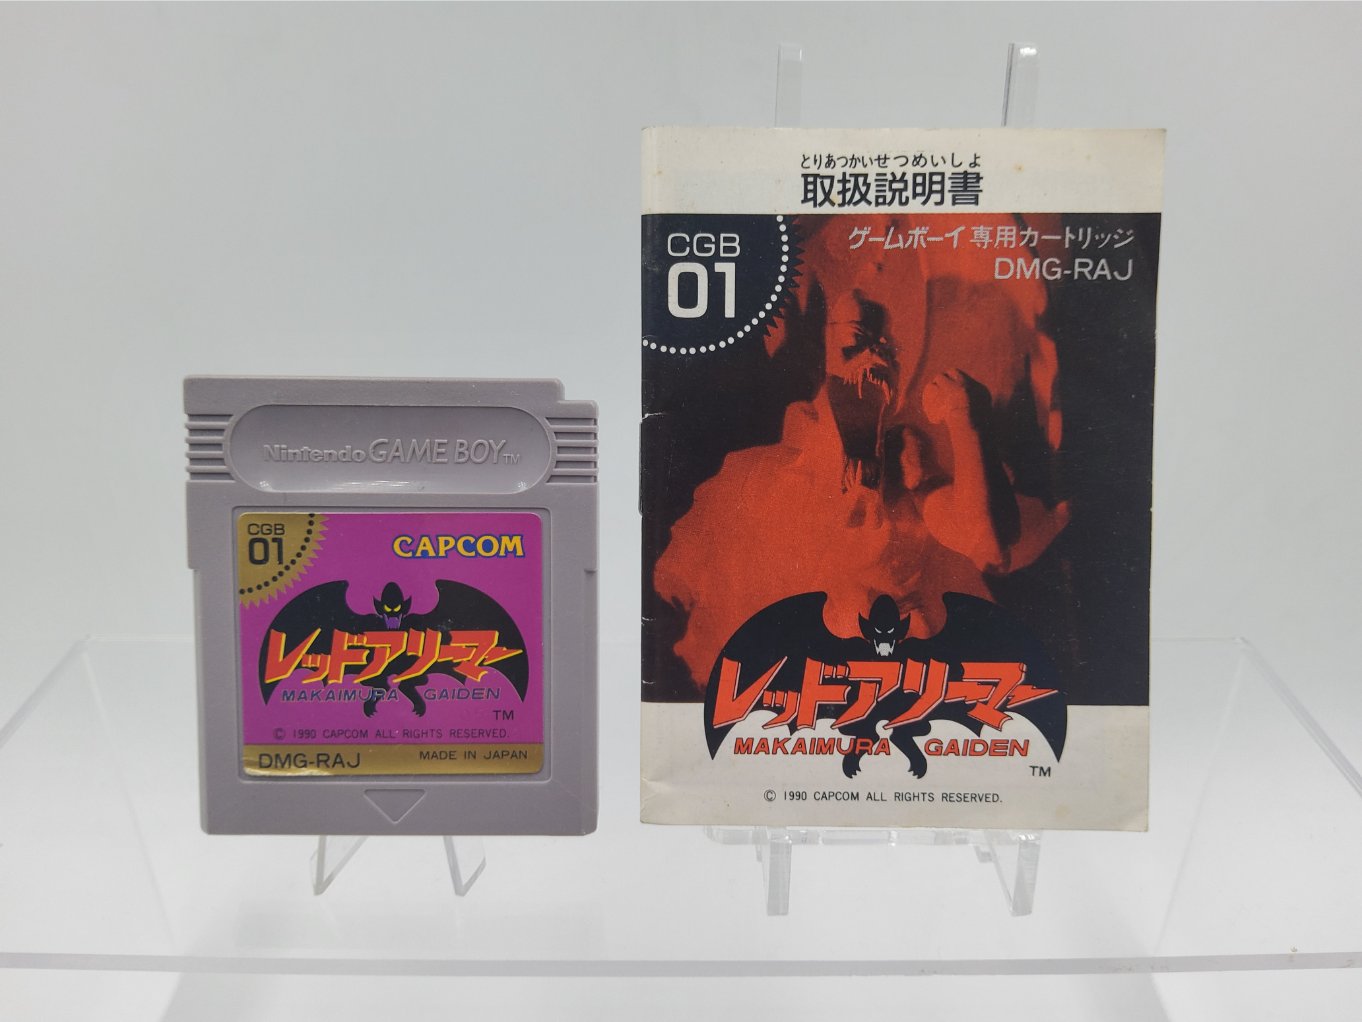 Nintendo GAME BOY TM
CGB
01
CAPCOM
レッドアリーマー
MAKAIMURA GAIDEN
TM
© 1990 CAPCOM ALL RIGHTS RESERVED.
DMG-RAJ
MADE IN JAPAN
とりあつかいせつめいしょ
取扱説明書
CGB
01
ゲームボーイ専用カートリッジ
DMG-RAJ
レッドアリーマー
MAKAIMURA GAIDEN
TM
© 1990 CAPCOM ALL RIGHTS RESERVED.